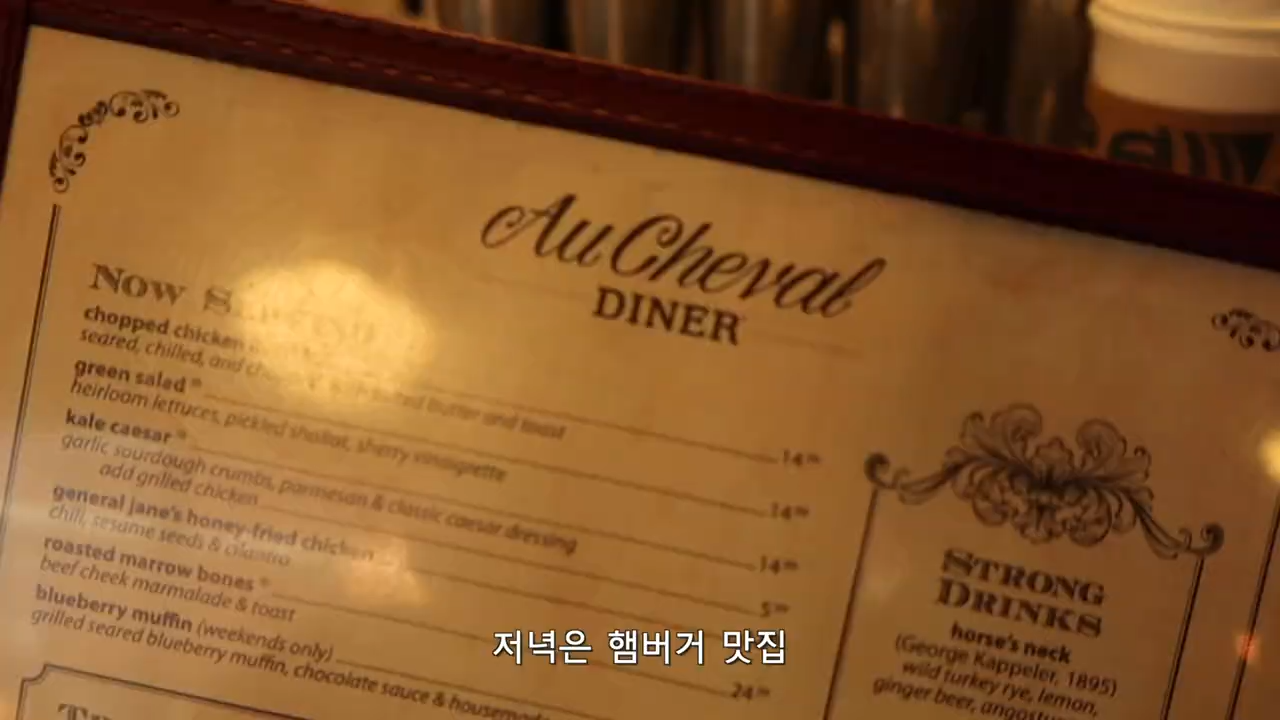 Au Cheval
DINER
Now
chopped chicken
seared, chilled, and
salted butter and toast
14
green salad
heirloom lettuces, pickled shallot, sherry vinaigrette
14
kale caesar
garlic sourdough crumbs, parmesan & classic caesar dressing
14
add grilled chicken
5
general jane's honey-fried chicken
chili, sesame seeds & cilantro
roasted marrow bones
beef cheek marmalade & toast
24
blueberry muffin (weekends only)
grilled seared blueberry muffin, chocolate sauce &
STRONG
DRINKS
horse's neck
(George Kappeler, 1895)
wild turkey rye, lemon,
ginger beer,
저녁은 햄버거 맛집